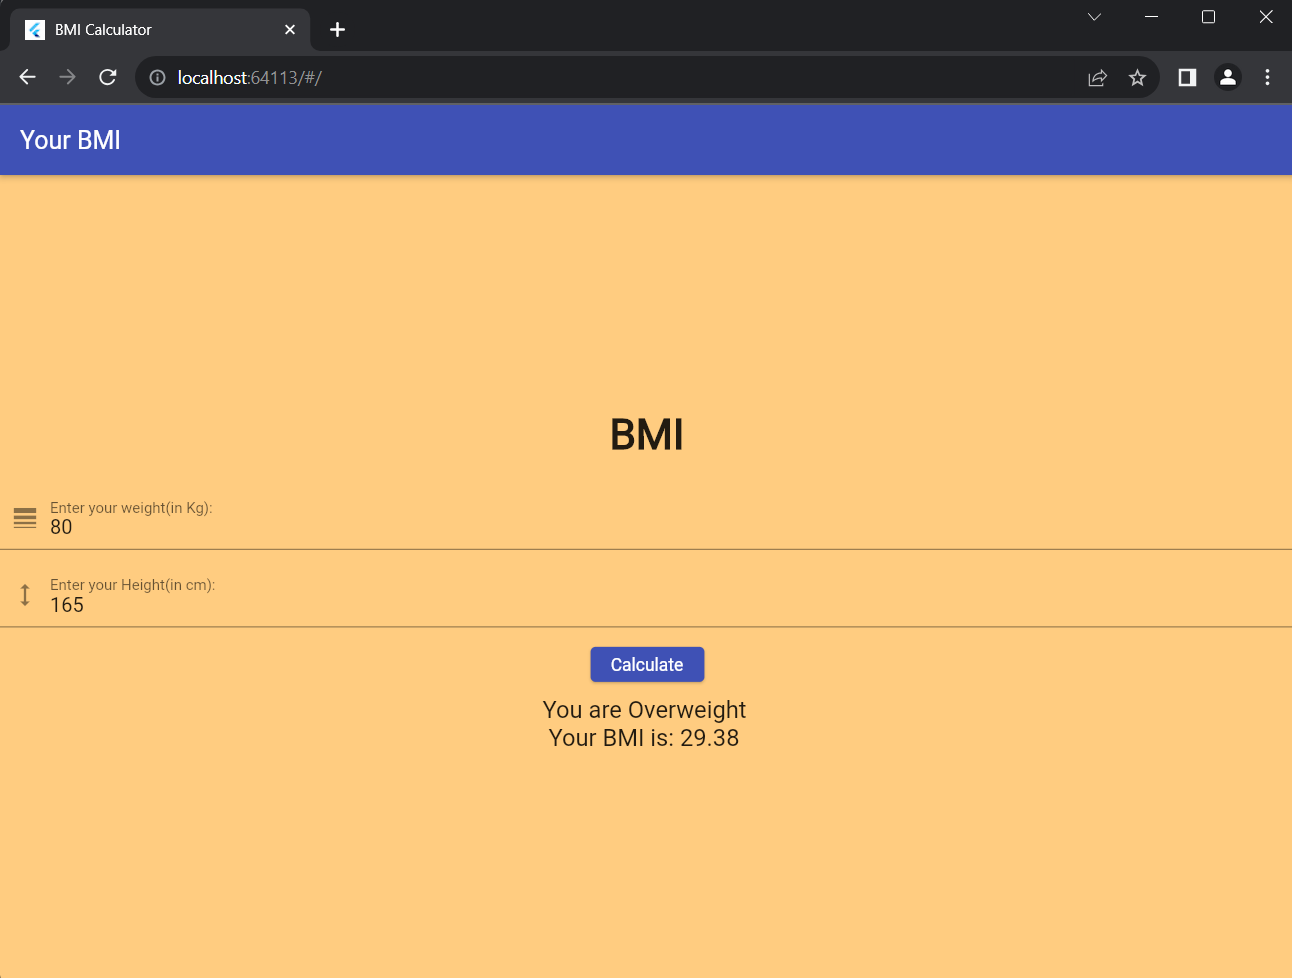 BMI Calculator
localhost:64113/#/
Your BMI
BMI
Enter your weight(in Kg):
80
Enter your Height(in cm):
165
Calculate
You are Overweight
Your BMI is: 29.38